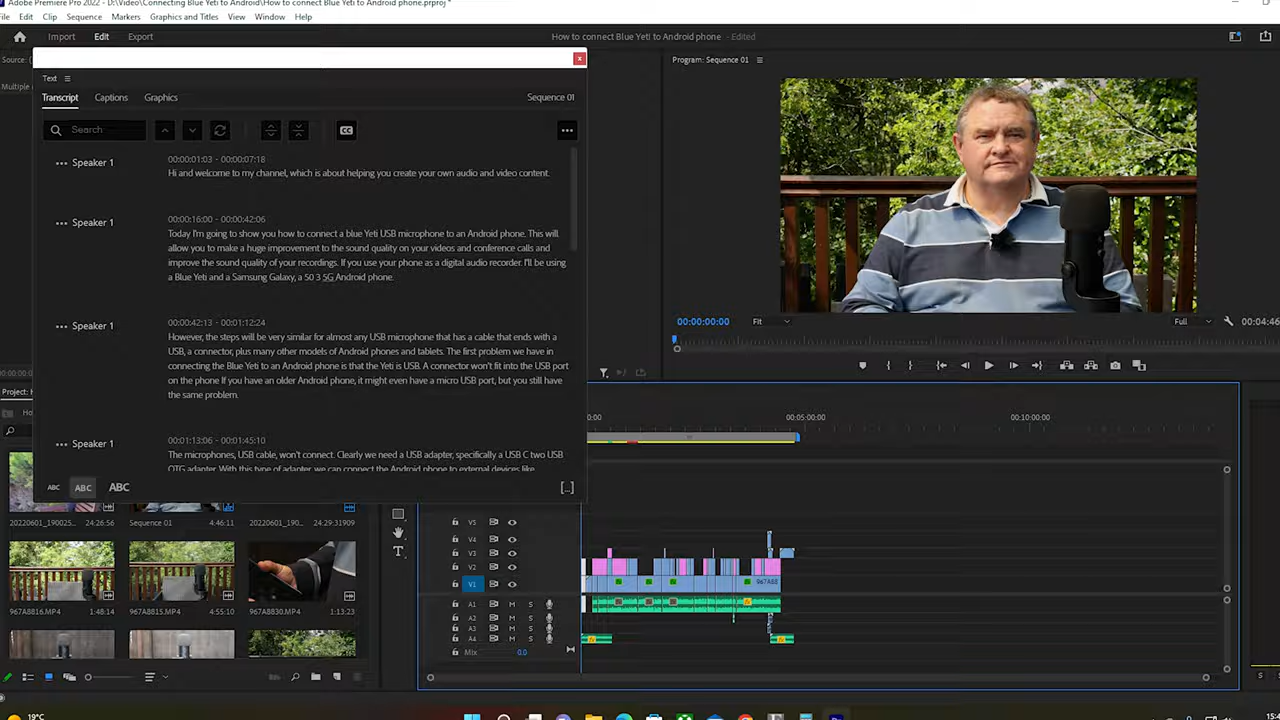 Adobe Premiere Pro 2022 - D:\Video\Connecting Blue Yeti to Android\How to connect Blue Yeti to Android phone.prproj *
File Edit Clip Sequence Markers Graphics and Titles View Window Help
Import Edit Export
How to connect Blue Yeti to Android phone - Edited
Source:
Multiple
Text
Transcript Captions Graphics
Sequence 01
Search
CC
Speaker 1
00:00:01:03 - 00:00:07:18
Hi and welcome to my channel, which is about helping you create your own audio and video content.
Speaker 1
00:00:16:00 - 00:00:42:06
Today I'm going to show you how to connect a blue Yeti USB microphone to an Android phone. This will
allow you to make a huge improvement to the sound quality on your videos and conference calls and
improve the sound quality of your recordings. If you use your phone as a digital audio recorder. I'll be using
a Blue Yeti and a Samsung Galaxy, a 50 3 5G Android phone.
Speaker 1
00:00:42:13 - 00:01:12:24
However, the steps will be very similar for almost any USB microphone that has a cable that ends with a
USB, a connector, plus many other models of Android phones and tablets. The first problem we have in
connecting the Blue Yeti to an Android phone is that the Yeti is USB. A connector won't fit into the USB port
on the phone If you have an older Android phone, it might even have a micro USB port, but you still have
the same problem.
Speaker 1
00:01:13:06 - 00:01:45:10
The microphones, USB cable, won't connect. Clearly we need a USB adapter, specifically a USB C two USB
OTG adapter. With this type of adapter, we can connect the Android phone to external devices like
ABC ABC ABC
[...]
Program: Sequence 01
00:00:00:00
Fit
Full
00:04:46
Project: H
Ho
20220601_190025... 24:26:56
Sequence 01 4:46:11
20220601_190... 24:29:31909
967A8816.MP4 1:48:14
967A8815.MP4 4:55:10
967A8830.MP4 1:13:23
:00:00
00:05:00:00
00:10:00:00
V5
V4
V3
V2
V1
967A88
A1 M S
A2 M S
A3 M S
A4 M S
Mix 0.0
S
19°C
15:4